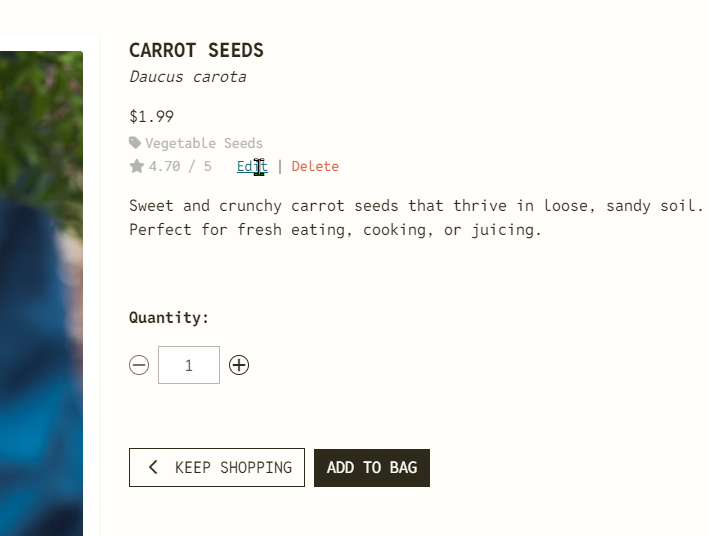 CARROT SEEDS
Daucus carota
$1.99
Vegetable Seeds
4.70 / 5 Edit | Delete
Sweet and crunchy carrot seeds that thrive in loose, sandy soil.
Perfect for fresh eating, cooking, or juicing.
Quantity:
1
KEEP SHOPPING ADD TO BAG